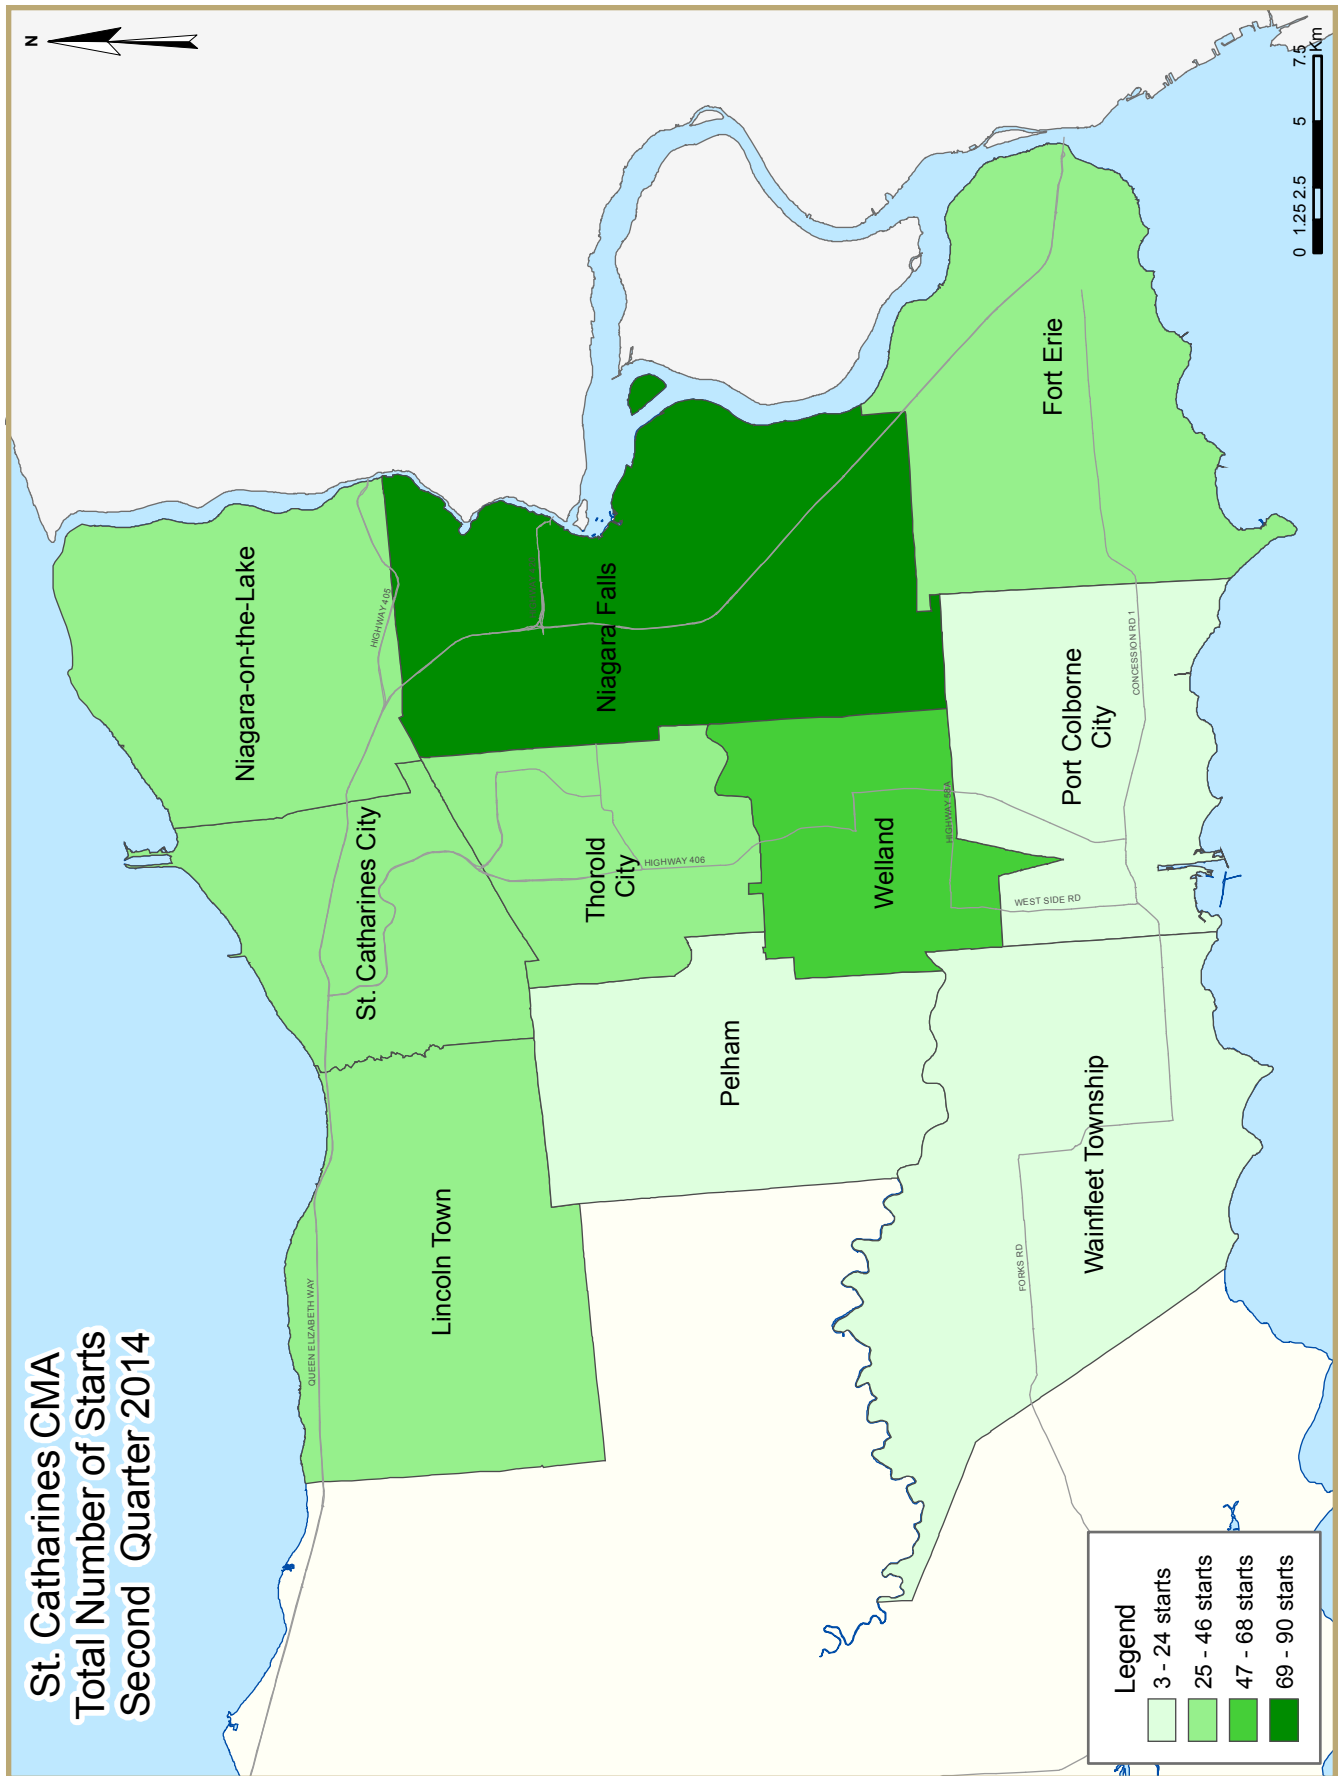 St. Catharines CMA
Total Number of Starts
Second Quarter 2014
N
Niagara-on-the-Lake
HIGHWAY 405
St. Catharines City
QUEEN ELIZABETH WAY
Lincoln Town
Niagara Falls
Thorold
City
HIGHWAY 406
Pelham
Welland
HIGHWAY 58A
WEST SIDE RD
Fort Erie
Port Colborne
City
CONCESSION RD 1
Wainfleet Township
FORKS RD
Legend
3 - 24 starts
25 - 46 starts
47 - 68 starts
69 - 90 starts
0 1.25 2.5 5 7.5
Km